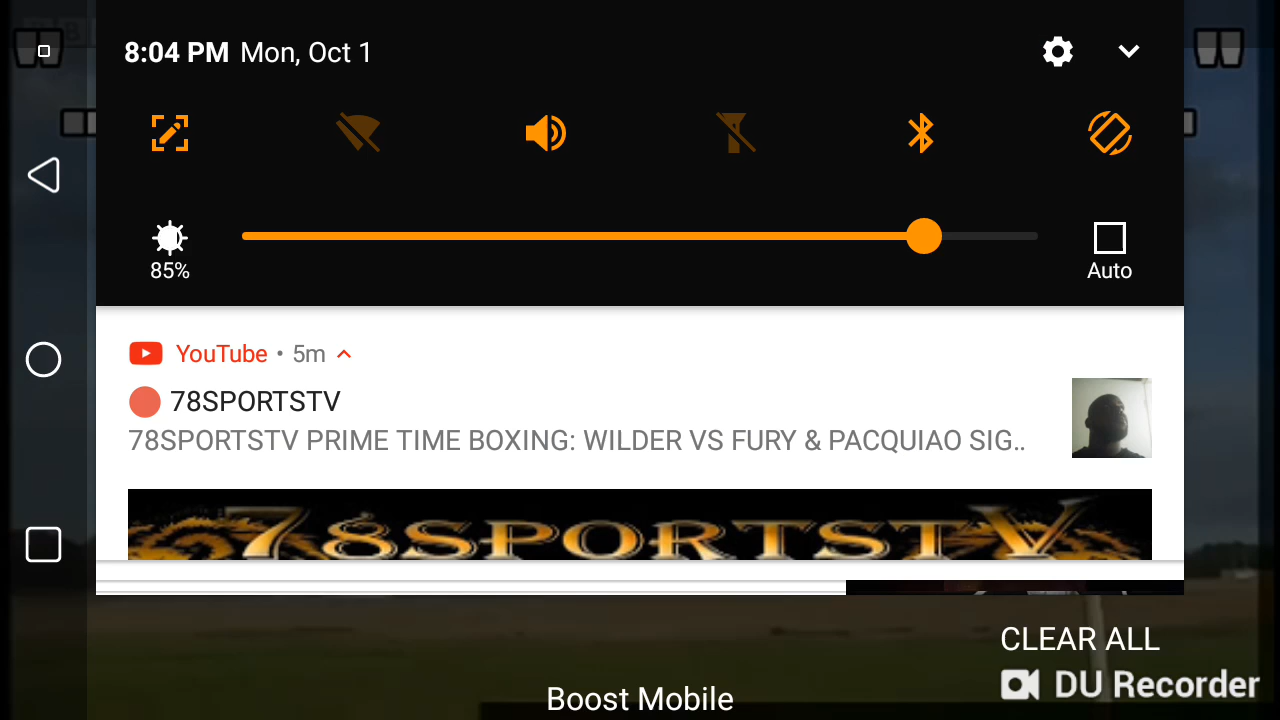 8:04 PM Mon, Oct 1
85%
Auto
YouTube • 5m
78SPORTSTV
78SPORTSTV PRIME TIME BOXING: WILDER VS FURY & PACQUIAO SIG..
78SPORTSTV
CLEAR ALL
DU Recorder
Boost Mobile